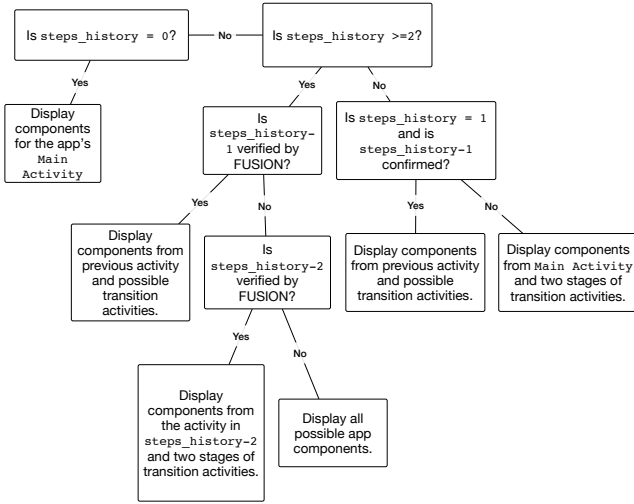 Is steps_history = 0?
No
Is steps_history >=2?
Yes
Yes
No
Display
components
for the app's
Main
Activity
Is
steps_history-
1 verified by
FUSION?
Is steps_history = 1
and is
steps_history-1
confirmed?
Yes
No
Yes
No
Display
components from
previous activity
and possible
transition
activities.
Is
steps_history-2
verified by
FUSION?
Display components
from previous activity
and possible
transition activities.
Display components
from Main Activity
and two stages of
transition activities.
Yes
No
Display
components from
the activity in
steps_history-2
and two stages of
transition activities.
Display all
possible app
components.